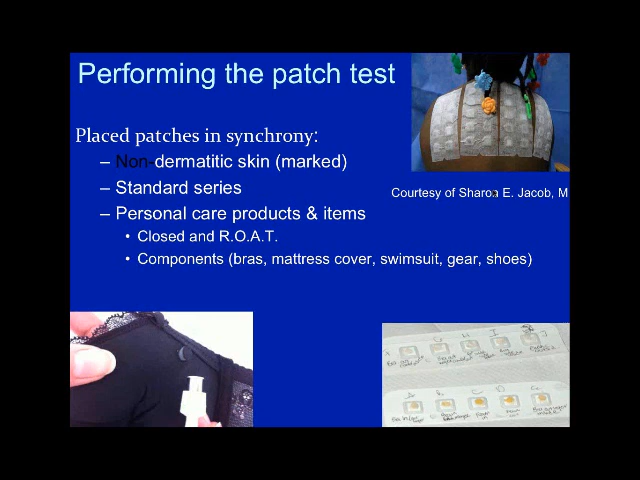 Performing the patch test
Placed patches in synchrony:
– Non-dermatitic skin (marked)
– Standard series
– Personal care products & items
• Closed and R.O.A.T.
• Components (bras, mattress cover, swimsuit, gear, shoes)
Courtesy of Sharon E. Jacob, M